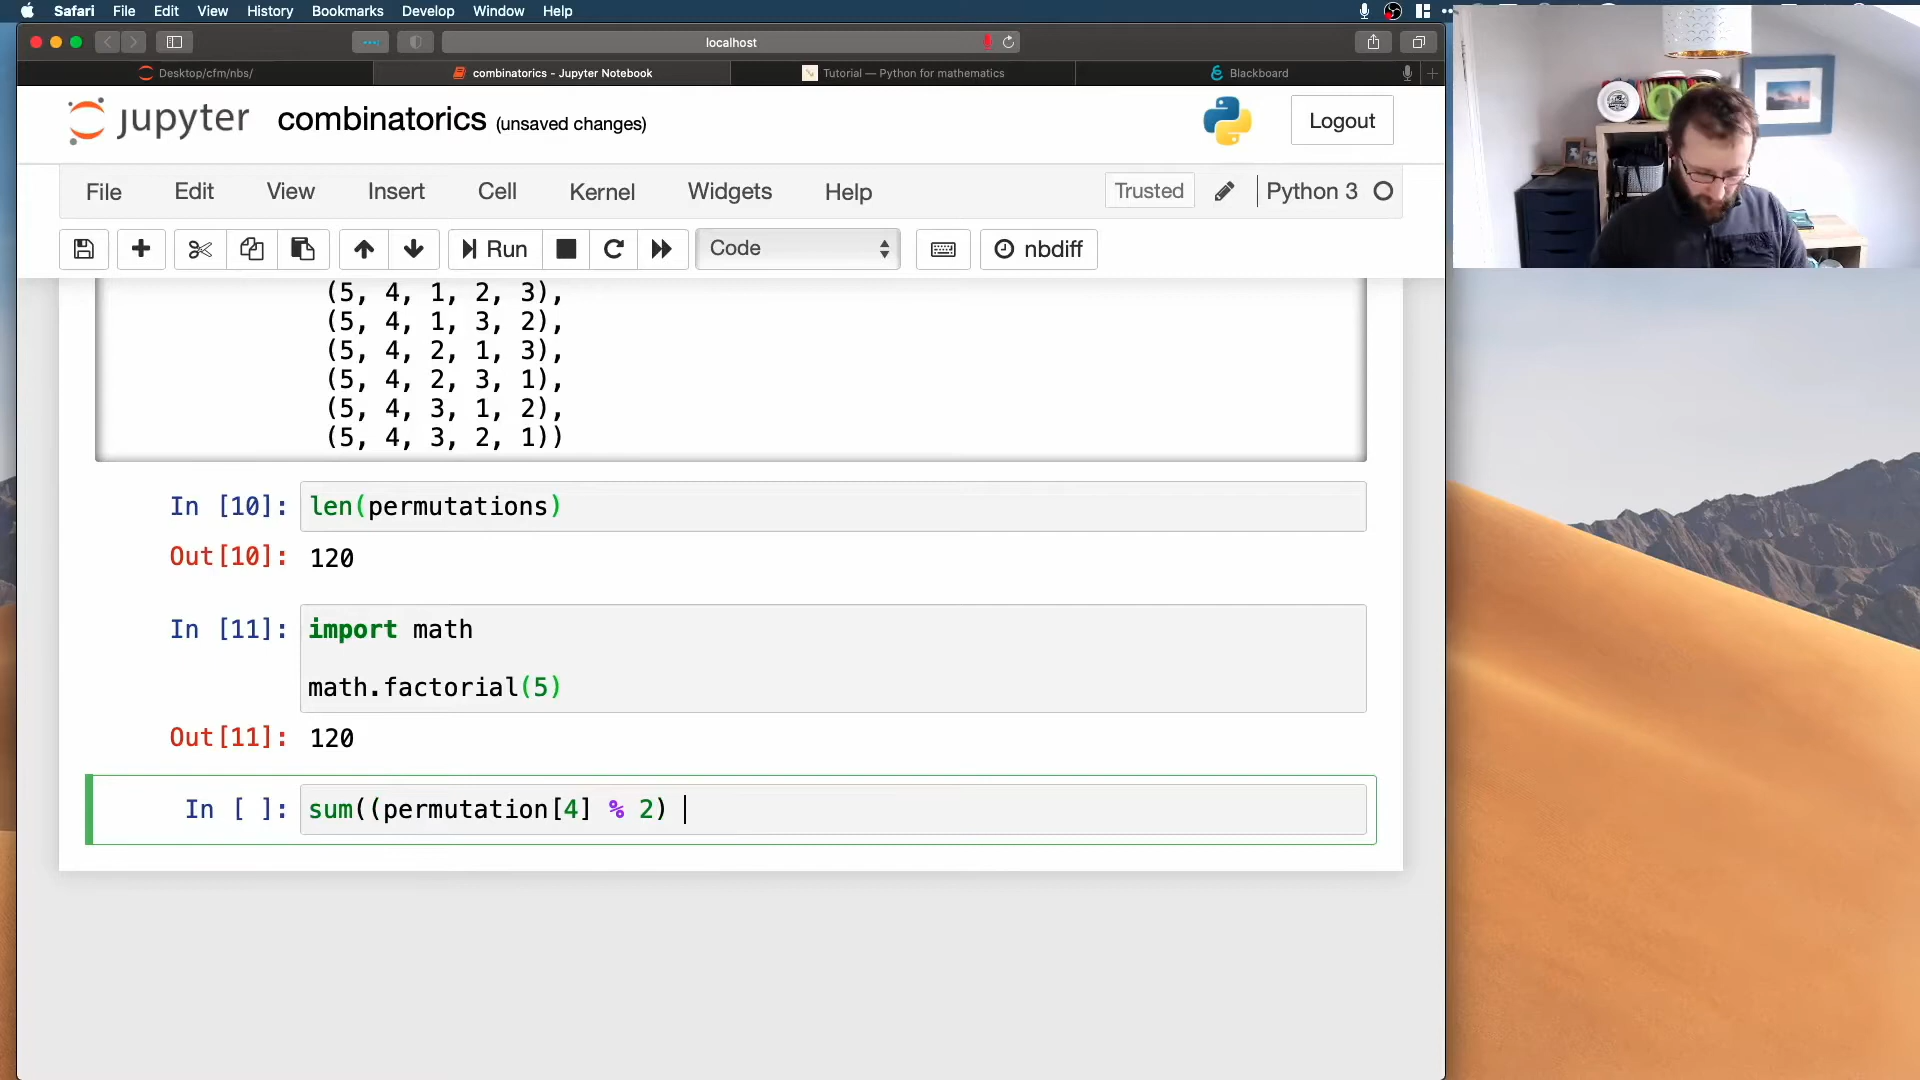 Safari File Edit View History Bookmarks Develop Window Help
localhost
Desktop/cfm/nbs/ combinatorics - Jupyter Notebook Tutorial — Python for mathematics Blackboard
jupyter combinatorics (unsaved changes) Logout
File Edit View Insert Cell Kernel Widgets Help Trusted Python 3
Run Code nbdiff
(5, 4, 1, 2, 3),
(5, 4, 1, 3, 2),
(5, 4, 2, 1, 3),
(5, 4, 2, 3, 1),
(5, 4, 3, 1, 2),
(5, 4, 3, 2, 1))
In [10]: len(permutations)
Out[10]: 120
In [11]: import math
math.factorial(5)
Out[11]: 120
In [ ]: sum((permutation[4] % 2)